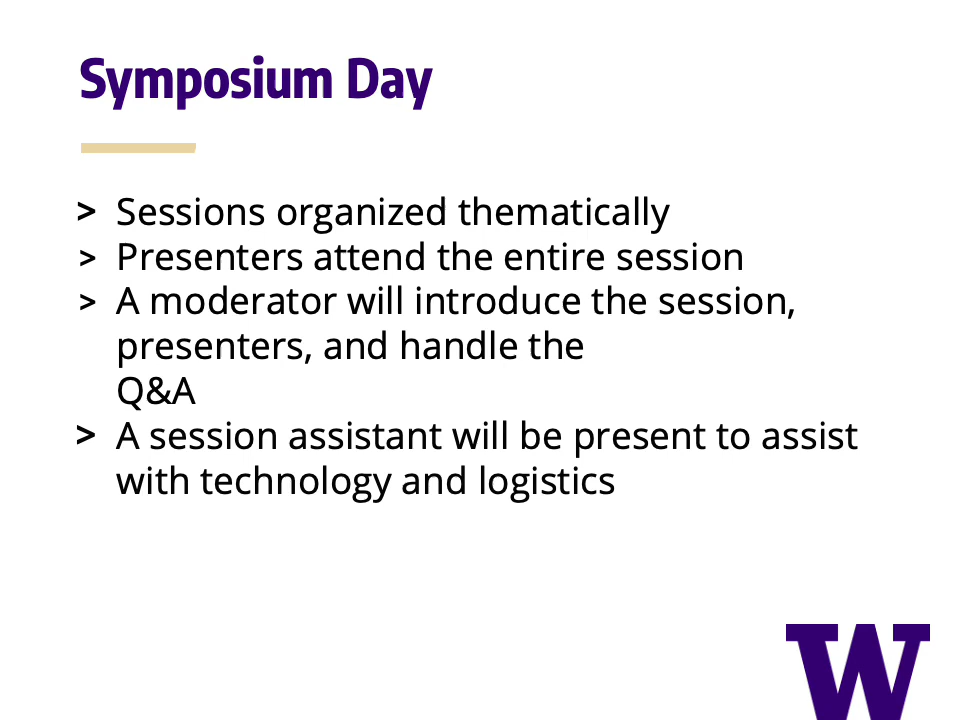 Symposium Day
> Sessions organized thematically
> Presenters attend the entire session
> A moderator will introduce the session,
presenters, and handle the
Q&A
> A session assistant will be present to assist
with technology and logistics
W